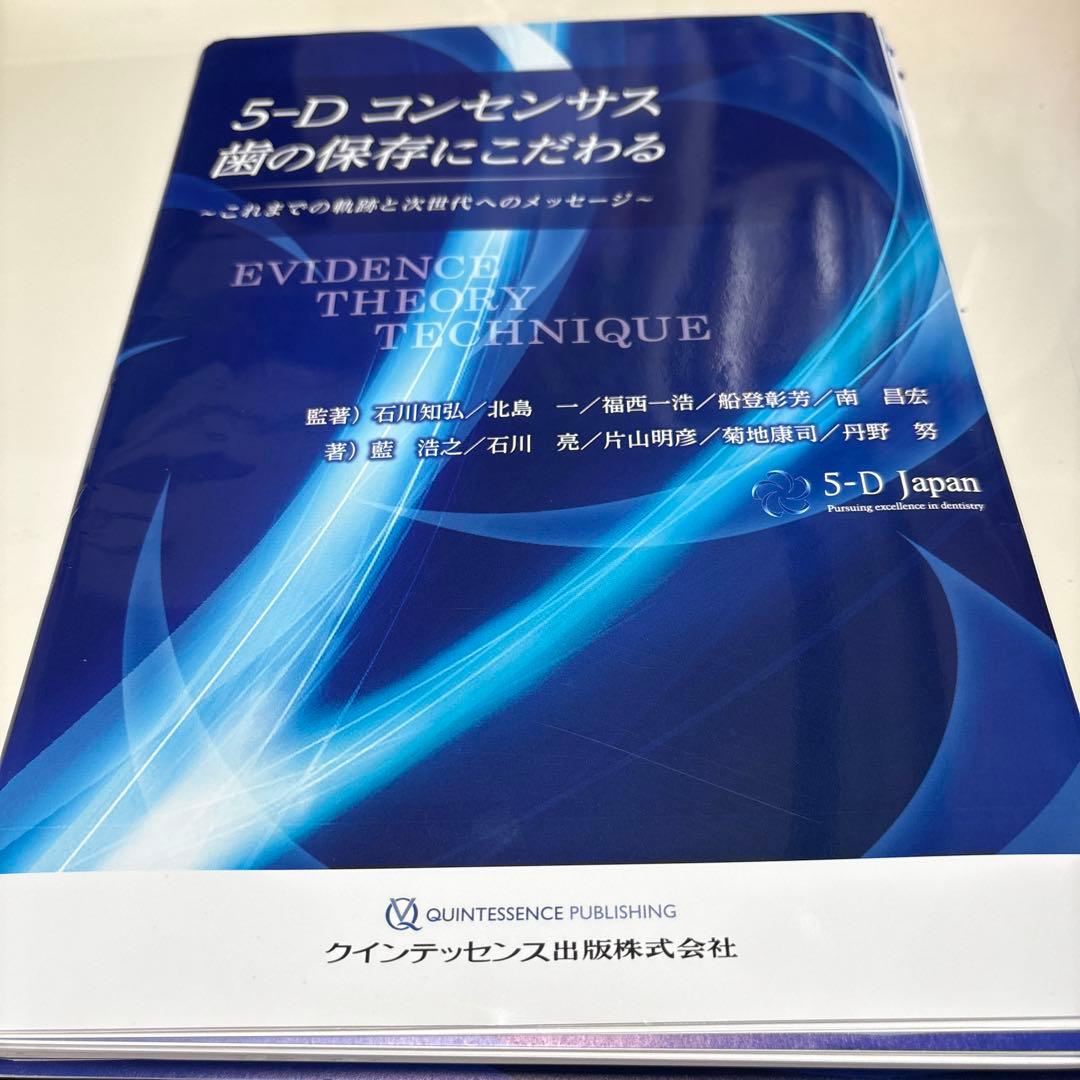 5-D コンセンサス
歯の保存にこだわる
～これまでの軌跡と次世代へのメッセージ～
EVIDENCE
THEORY
TECHNIQUE
監著）石川知弘／北島　一／福西一浩／船登彰芳／南　昌宏
著）藍　浩之／石川　亮／片山明彦／菊地康司／丹野　努
5-D Japan
Pursuing excellence in dentistry
QUINTESSENCE PUBLISHING
クインテッセンス出版株式会社